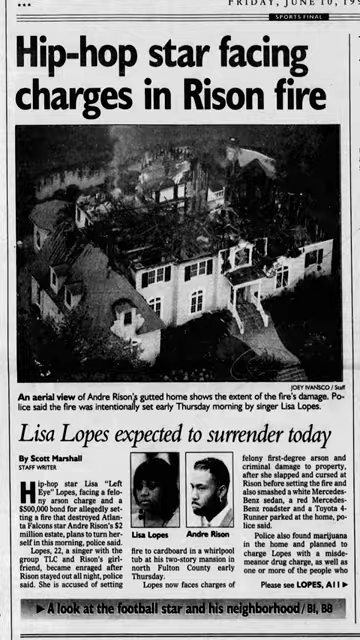 FRIDAY, JUNE 10, 199
SPORTS FINAL
Hip-hop star facing
charges in Rison fire
JOEY IVANSCO / Staff
An aerial view of Andre Rison's gutted home shows the extent of the fire's damage. Po-
lice said the fire was intentionally set early Thursday morning by singer Lisa Lopes.
Lisa Lopes expected to surrender today
By Scott Marshall
STAFF WRITER
Hip-hop star Lisa "Left
Eye" Lopes, facing a felo-
ny arson charge and a
$500,000 bond for allegedly set-
ting a fire that destroyed Atlan-
ta Falcons star Andre Rison's $2
million estate, plans to turn her-
self in this morning, police said.
Lopes, 22, a singer with the
group TLC and Rison's girl-
friend, became enraged after
Rison stayed out all night, police
said. She is accused of setting
Lisa Lopes
Andre Rison
fire to cardboard in a whirlpool
tub at his two-story mansion in
north Fulton County early
Thursday.
Lopes now faces charges of
felony first-degree arson and
criminal damage to property,
after she slapped and cursed at
Rison before setting the fire and
also smashed a white Mercedes-
Benz sedan, a red Mercedes-
Benz roadster and a Toyota 4-
Runner parked at the home, po-
lice said.
Police also found marijuana
in the home and planned to
charge Lopes with a misde-
meanor drug charge, as well as
one or more of the people who
Please see LOPES, A11 ▶
▶ A look at the football star and his neighborhood / B1, B8